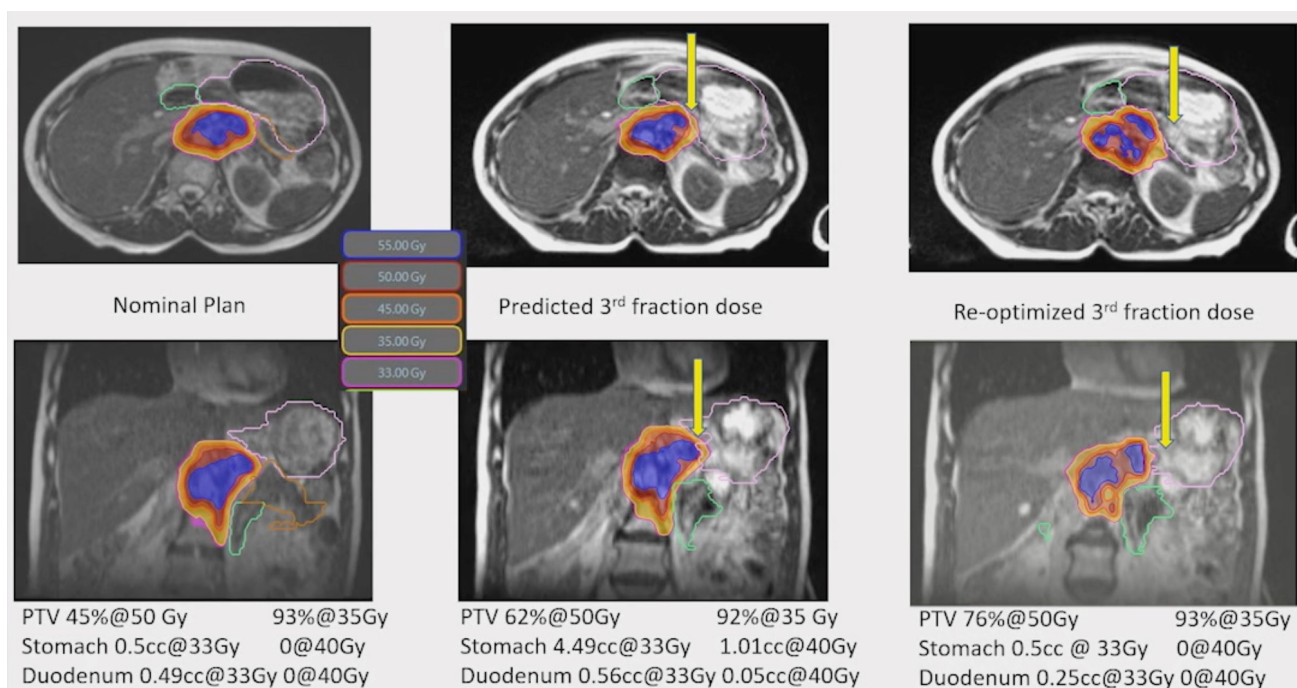 55.00 Gy
50.00 Gy
45.00 Gy
35.00 Gy
33.00 Gy
Nominal Plan
Predicted 3rd fraction dose
Re-optimized 3rd fraction dose
PTV 45%@50 Gy 93%@35Gy
Stomach 0.5cc@33Gy 0@40Gy
Duodenum 0.49cc@33Gy 0@40Gy
PTV 62%@50Gy 92%@35 Gy
Stomach 4.49cc@33Gy 1.01cc@40Gy
Duodenum 0.56cc@33Gy 0.05cc@40Gy
PTV 76%@50Gy 93%@35Gy
Stomach 0.5cc @ 33Gy 0@40Gy
Duodenum 0.25cc@33Gy 0@40Gy